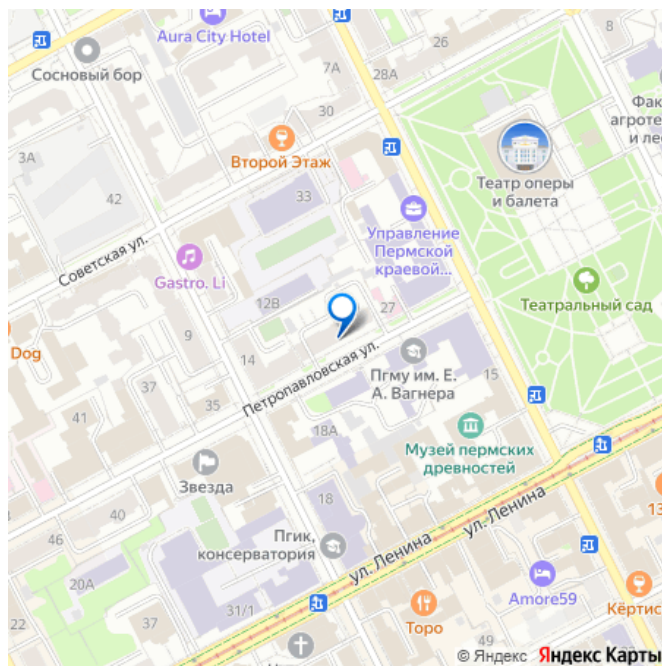 Aura City Hotel
Сосновый бор
7А
28А
26
8
30
Второй Этаж
3А
42
33
Театр оперы
и балета
Фак
агроте
и ле
Советская ул.
Gastro. Li
Управление
Пермской
краевой...
Театральный сад
12В
27
Dog
9
14
Петропавловская ул.
Пгму им. Е.
А. Вагнера
15
37
35
41
18А
Музей пермских
древностей
Звезда
40
46
18
Пгик,
консерватория
ул. Ленина
ул. Ленина
13
20А
31/1
Amore59
Торо
Кёртис
37
49
© Яндекс Яндекс Карты